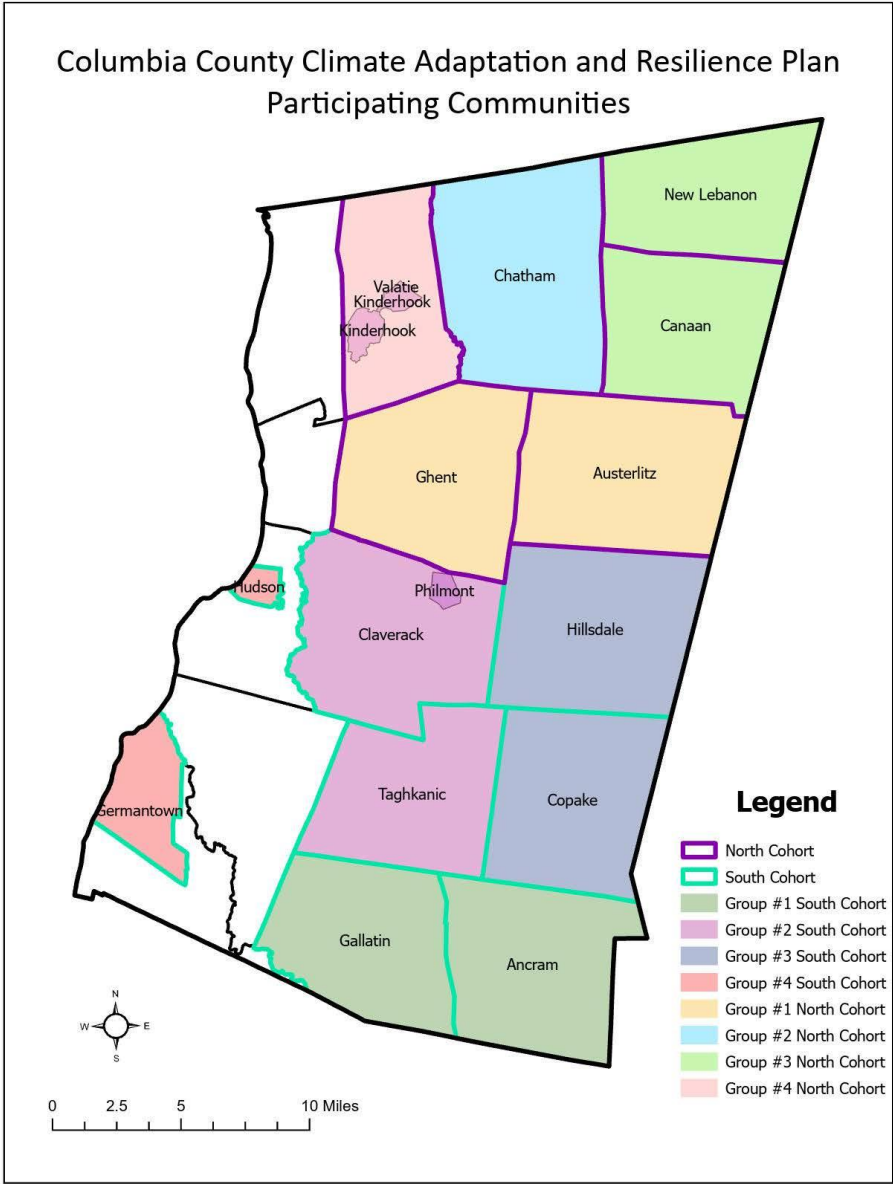 Columbia County Climate Adaptation and Resilience Plan
Participating Communities
New Lebanon
Chatham
Valatie
Kinderhook
Kinderhook
Canaan
Ghent
Austerlitz
Hudson
Philmont
Claverack
Hillsdale
Germantown
Taghkanic
Copake
Gallatin
Ancram
Legend
North Cohort
South Cohort
Group #1 South Cohort
Group #2 South Cohort
Group #3 South Cohort
Group #4 South Cohort
Group #1 North Cohort
Group #2 North Cohort
Group #3 North Cohort
Group #4 North Cohort
N
W E
S
0 2.5 5 10 Miles